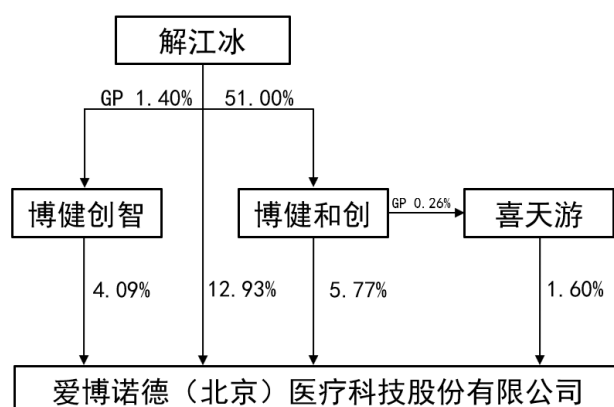 解江冰
GP 1.40% 51.00%
博健创智 博健和创 GP 0.26% 喜天游
4.09% 12.93% 5.77% 1.60%
爱博诺德（北京）医疗科技股份有限公司